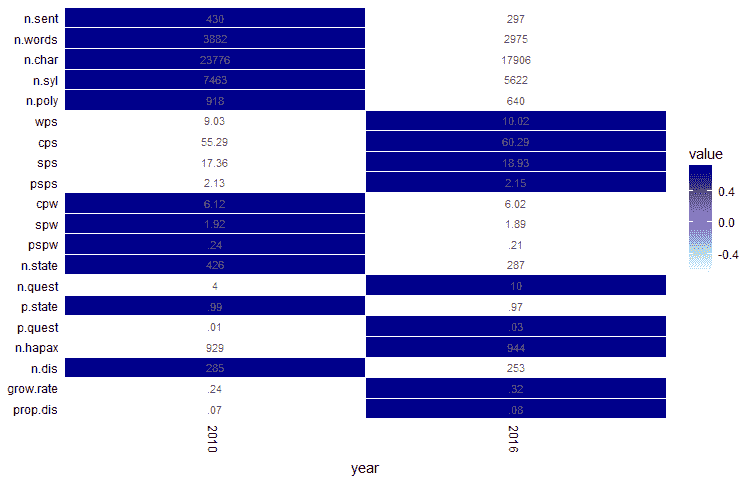 n.sent 430 297
n.words 3882 2975
n.char 23776 17906
n.syl 7463 5622
n.poly 918 640
wps 9.03 10.02
cps 55.29 60.29
sps 17.36 18.93
psps 2.13 2.15
cpw 6.12 6.02
spw 1.92 1.89
pspw .24 .21
n.state 426 287
n.quest 4 10
p.state .99 .97
p.quest .01 .03
n.hapax 929 944
n.dis 285 253
grow.rate .24 .32
prop.dis .07 .08
2010 2016
year
value
0.4
0.0
-0.4